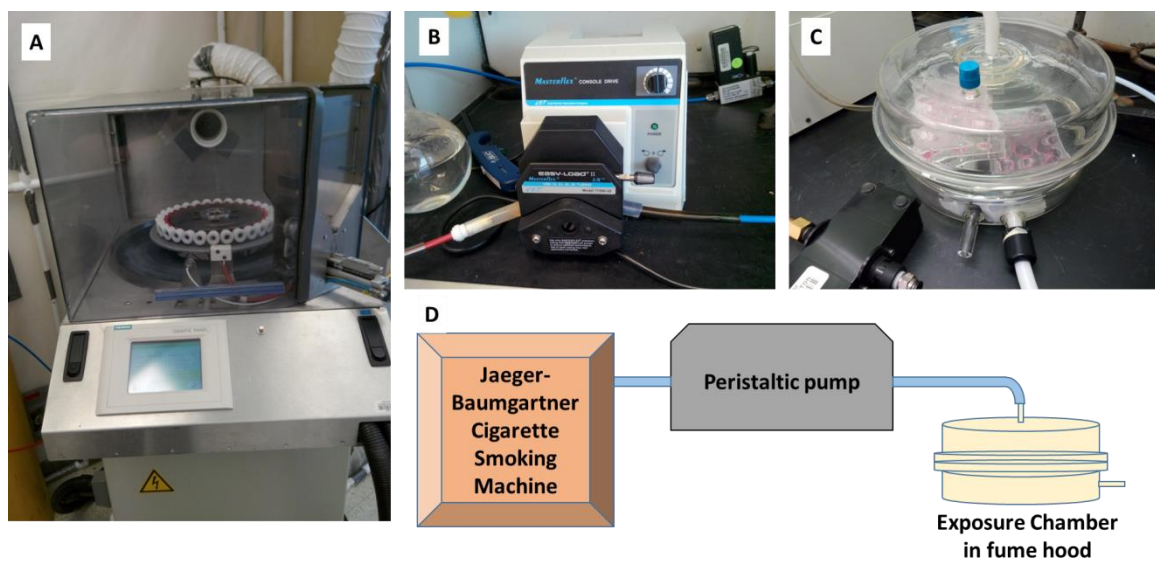 A
B
MASTERFLEX® CONSOLE DRIVE
POWER
EASY-LOAD® II
Masterflex®
C
D
Jaeger-
Baumgartner
Cigarette
Smoking
Machine
Peristaltic pump
Exposure Chamber
in fume hood